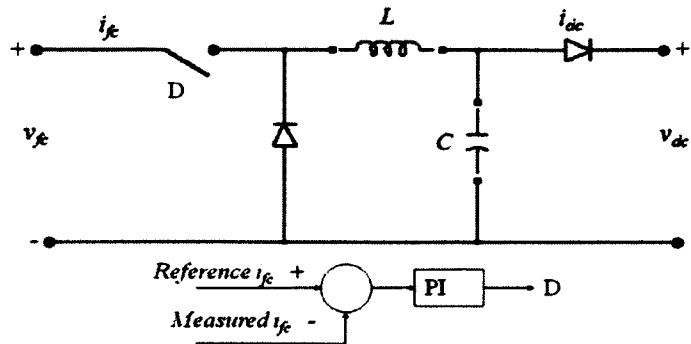 i_fc L i_dc
+ +
D
v_fc C v_dc
-
Reference i_fc +
PI D
Measured i_fc -